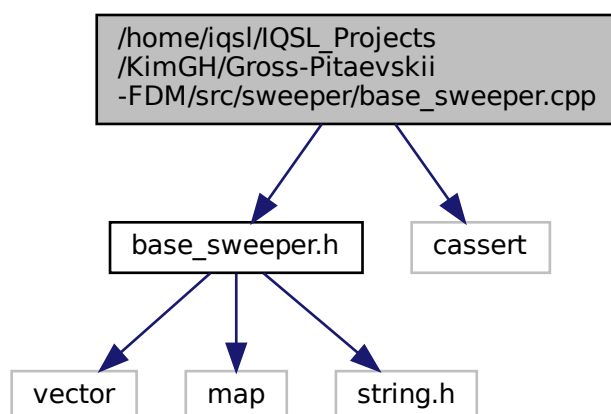 /home/iqsl/IQSL_Projects
/KimGH/Gross-Pitaevskii
-FDM/src/sweeper/base_sweeper.cpp
base_sweeper.h
cassert
vector
map
string.h